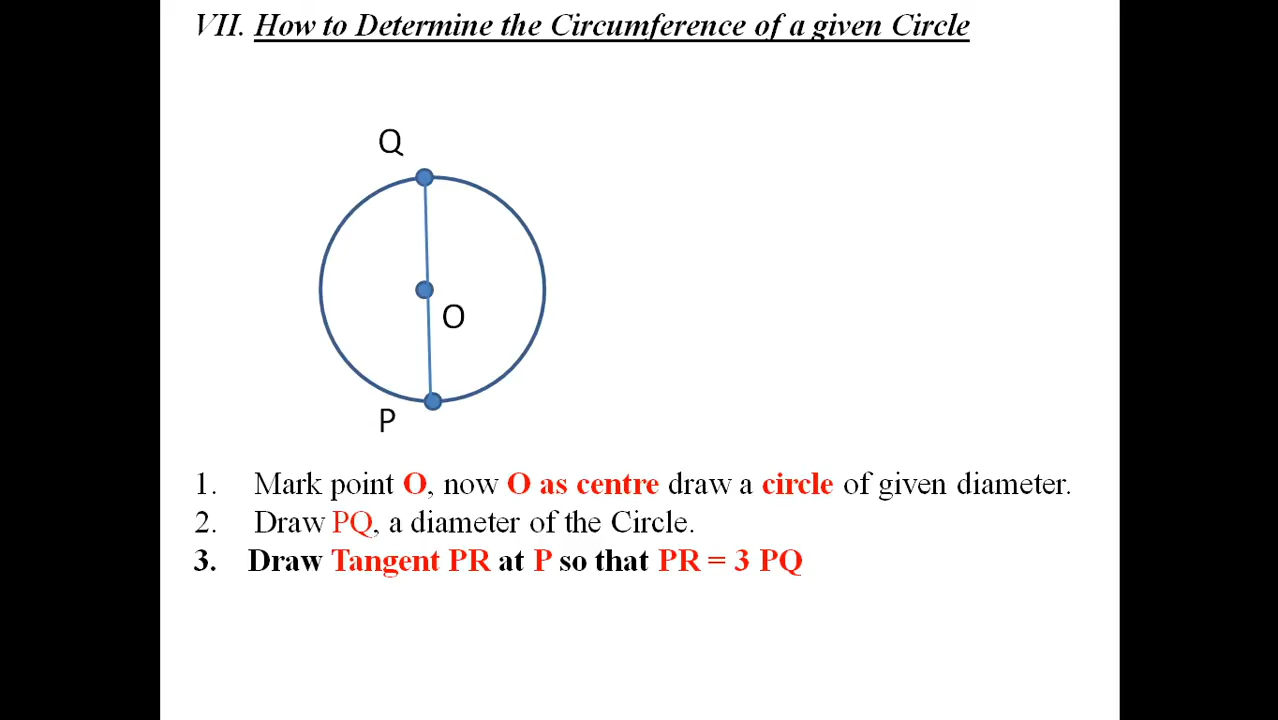 VII. How to Determine the Circumference of a given Circle
Q
O
P
1. Mark point O, now O as centre draw a circle of given diameter.
2. Draw PQ, a diameter of the Circle.
3. Draw Tangent PR at P so that PR = 3 PQ